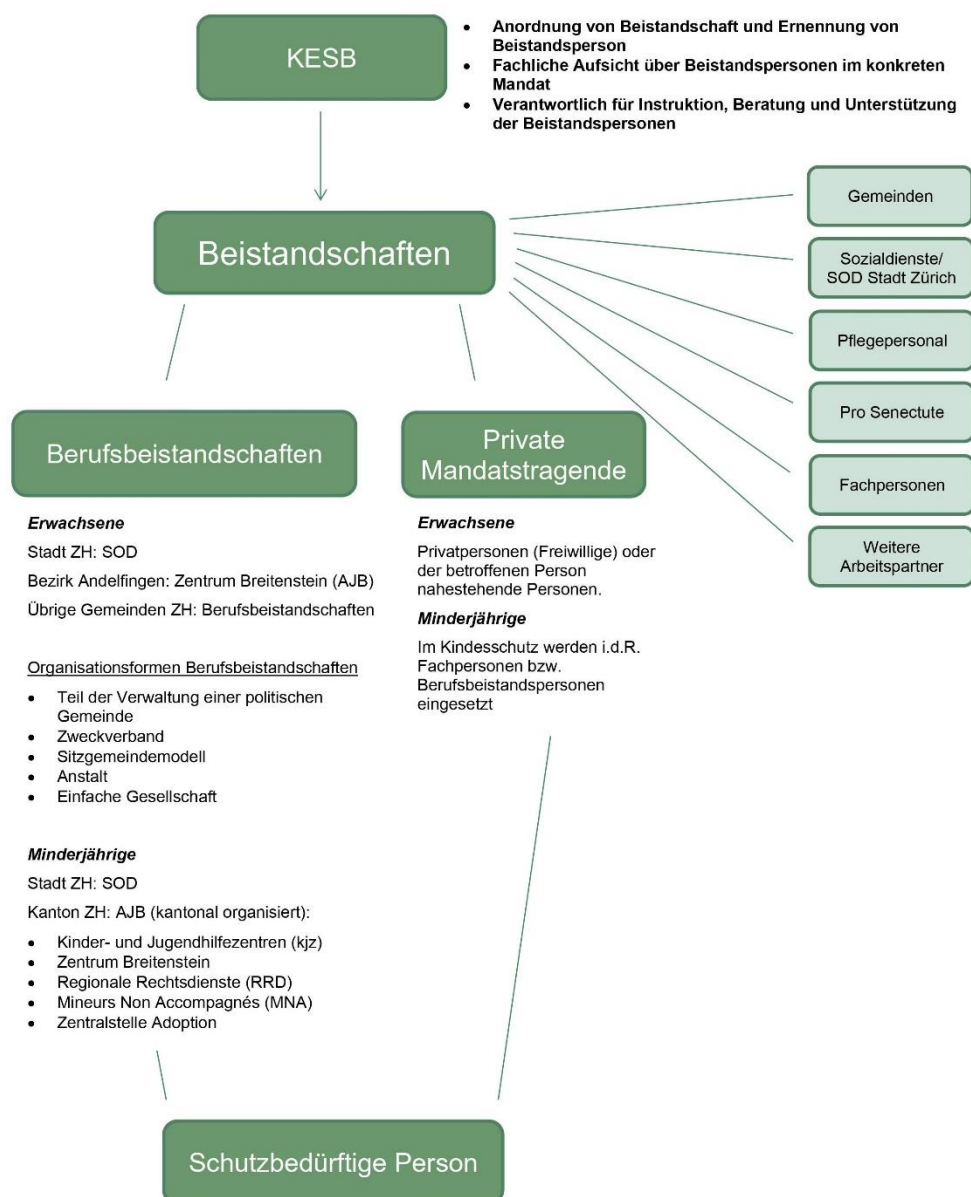 KESB
• Anordnung von Beistandschaft und Ernennung von
Beistandsperson
• Fachliche Aufsicht über Beistandspersonen im konkreten
Mandat
• Verantwortlich für Instruktion, Beratung und Unterstützung
der Beistandspersonen
Beistandschaften
Gemeinden
Sozialdienste/
SOD Stadt Zürich
Pflegepersonal
Pro Senectute
Fachpersonen
Weitere
Arbeitspartner
Berufsbeistandschaften
Erwachsene
Stadt ZH: SOD
Bezirk Andelfingen: Zentrum Breitenstein (AJB)
Übrige Gemeinden ZH: Berufsbeistandschaften
Organisationsformen Berufsbeistandschaften
• Teil der Verwaltung einer politischen
Gemeinde
• Zweckverband
• Sitzgemeindemodell
• Anstalt
• Einfache Gesellschaft
Minderjährige
Stadt ZH: SOD
Kanton ZH: AJB (kantonal organisiert):
• Kinder- und Jugendhilfezentren (kjz)
• Zentrum Breitenstein
• Regionale Rechtsdienste (RRD)
• Mineurs Non Accompagnés (MNA)
• Zentralstelle Adoption
Private
Mandatstragende
Erwachsene
Privatpersonen (Freiwillige) oder
der betroffenen Person
nahestehende Personen.
Minderjährige
Im Kindesschutz werden i.d.R.
Fachpersonen bzw.
Berufsbeistandspersonen
eingesetzt
Schutzbedürftige Person